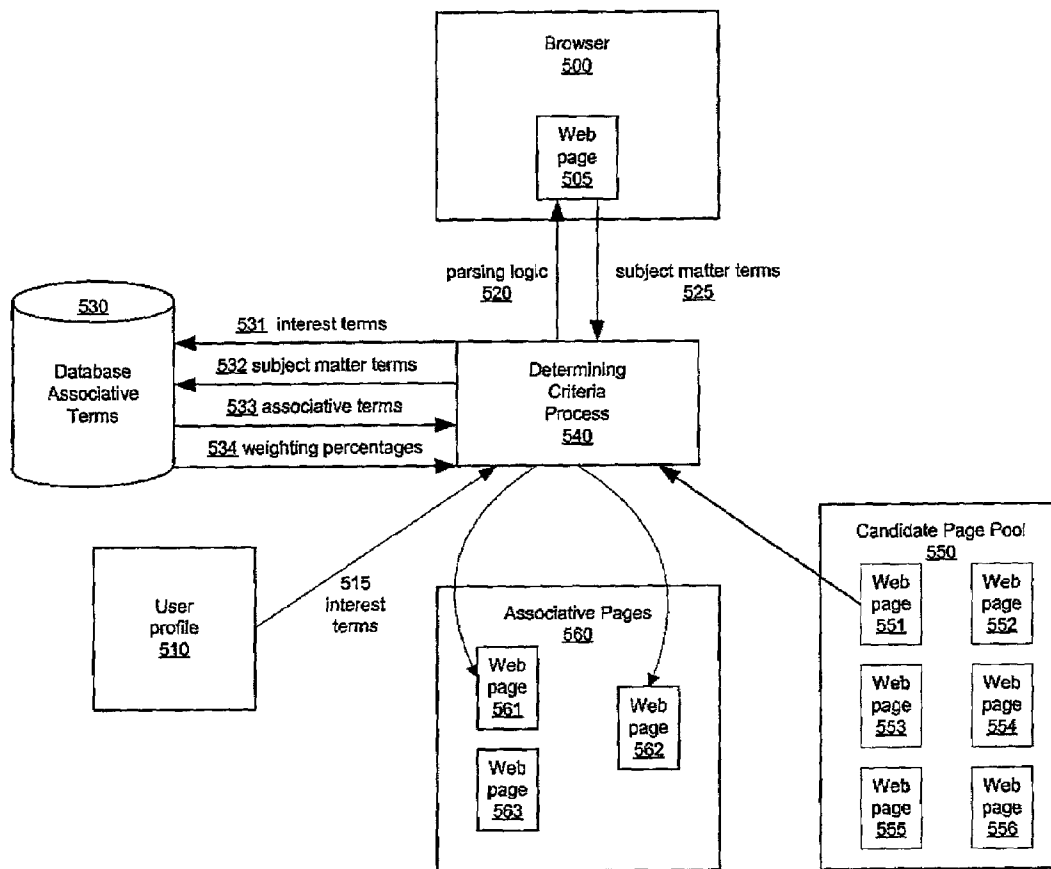 Browser
500
Web
page
505
parsing logic
520
subject matter terms
525
530
Database
Associative
Terms
531 interest terms
532 subject matter terms
533 associative terms
534 weighting percentages
Determining
Criteria
Process
540
User
profile
510
515
interest
terms
Associative Pages
560
Web
page
561
Web
page
562
Web
page
563
Candidate Page Pool
550
Web
page
551
Web
page
552
Web
page
553
Web
page
554
Web
page
555
Web
page
556